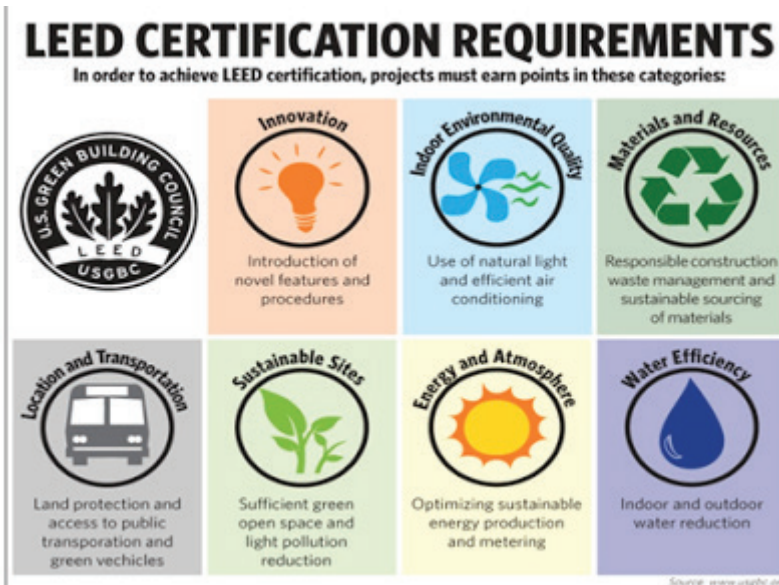 LEED CERTIFICATION REQUIREMENTS
In order to achieve LEED certification, projects must earn points in these categories:
U.S. GREEN BUILDING COUNCIL
LEED
USGBC
Innovation
Introduction of
novel features and
procedures
Indoor Environmental Quality
Use of natural light
and efficient air
conditioning
Materials and Resources
Responsible construction
waste management and
sustainable sourcing
of materials
Location and Transportation
Land protection and
access to public
transporation and
green vechicles
Sustainable Sites
Sufficient green
open space and
light pollution
reduction
Energy and Atmosphere
Optimizing sustainable
energy production
and metering
Water Efficiency
Indoor and outdoor
water reduction
Source: www.usgbc.or